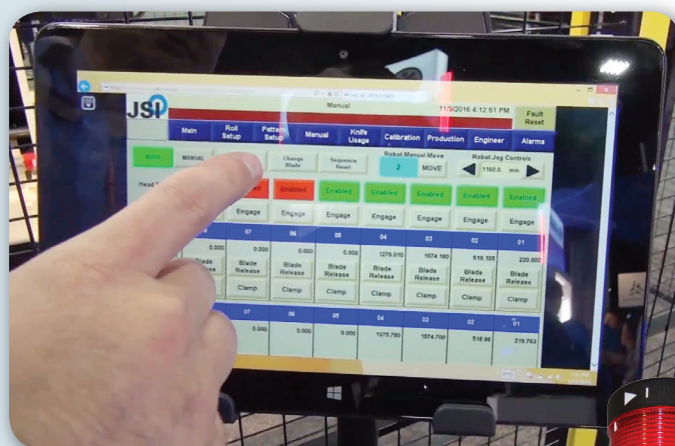 JSI
Manual
11/9/2016 4:12:51 PM
Fault
Reset
Main
Roll
Setup
Pattern
Setup
Manual
Knife
Usage
Calibration
Production
Engineer
Alarms
AUTO
MANUAL
Change
Blade
Sequence
Reset
Robot Manual Move
2
MOVE
Robot Jog Controls
1160.0 mm
Enabled Enabled Enabled Enabled Enabled Enabled
Engage Engage Engage Engage Engage Engage Engage
07 06 05 04 03 02 01
0.000 0.000 0.000 0.000 1276.010 1074.160 519.105 220.000
Blade Blade Blade Blade Blade Blade Blade
Release Release Release Release Release Release Release
Clamp Clamp Clamp Clamp Clamp Clamp Clamp
07 06 05 04 03 02 01
0.000 0.000 0.000 1275.780 1074.700 518.86 219.763